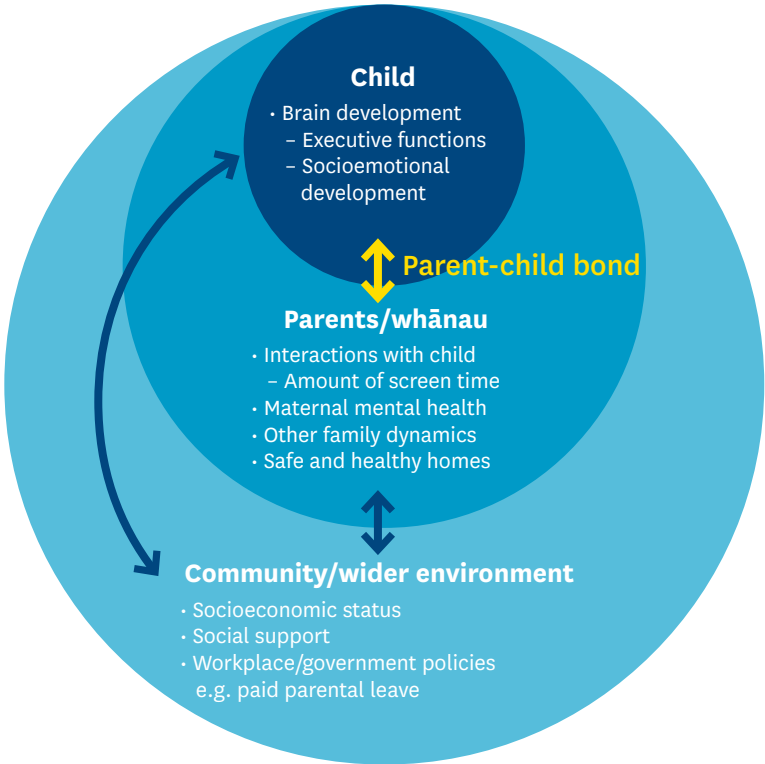 Child
• Brain development
– Executive functions
– Socioemotional
development
Parent-child bond
Parents/whānau
• Interactions with child
– Amount of screen time
• Maternal mental health
• Other family dynamics
• Safe and healthy homes
Community/wider environment
• Socioeconomic status
• Social support
• Workplace/government policies
e.g. paid parental leave